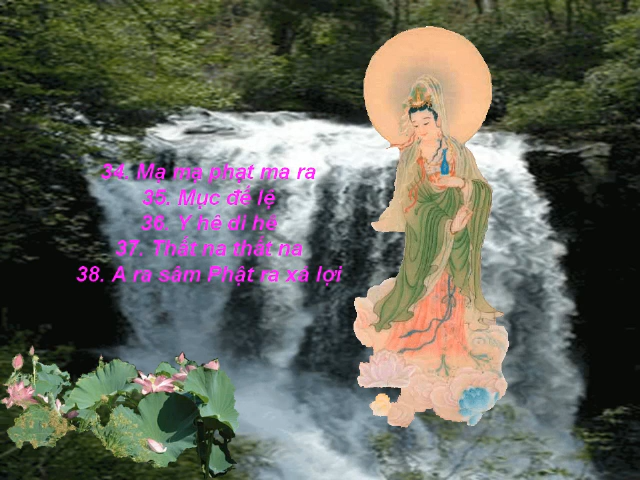 34. Ma mạ phạt ma ra
35. Mục đế lệ
36. Y hê di hê
37. Thất na thất na
38. A ra sâm Phật ra xá lợi